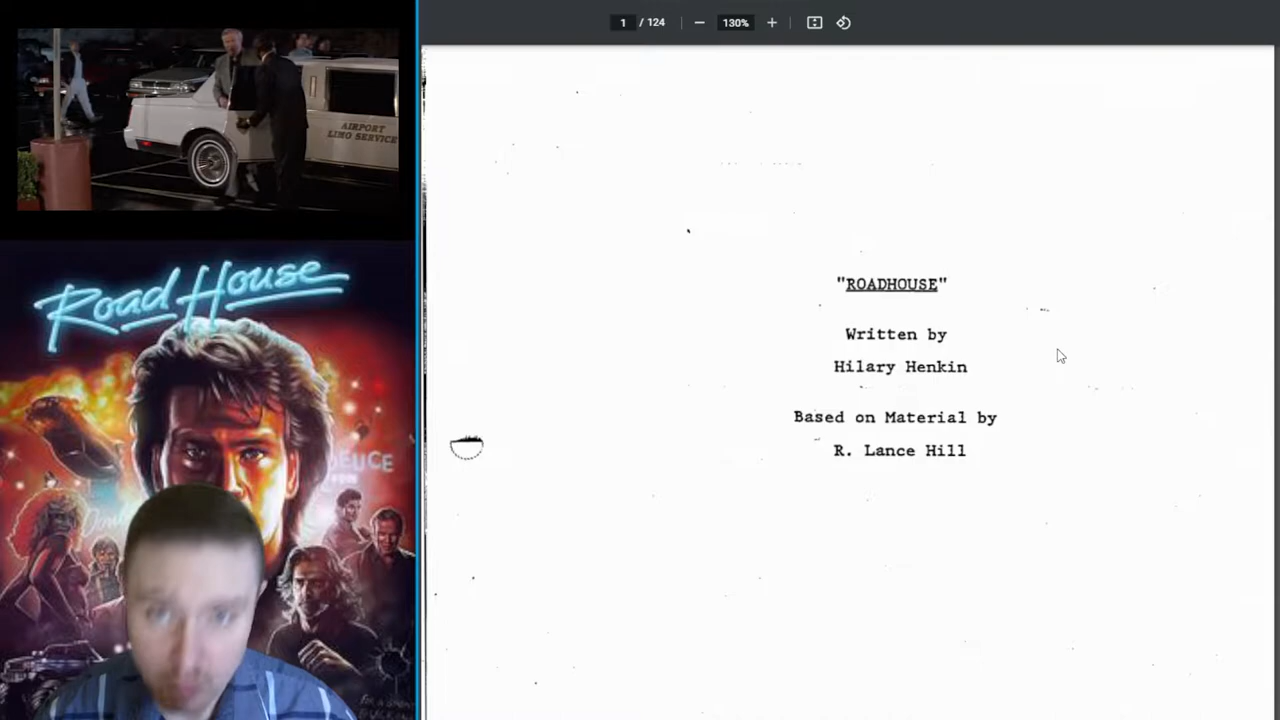 1 / 124
130%
AIRPORT
LIMO SERVICE
Road House
DEUCE
"ROADHOUSE"
Written by
Hilary Henkin
Based on Material by
R. Lance Hill